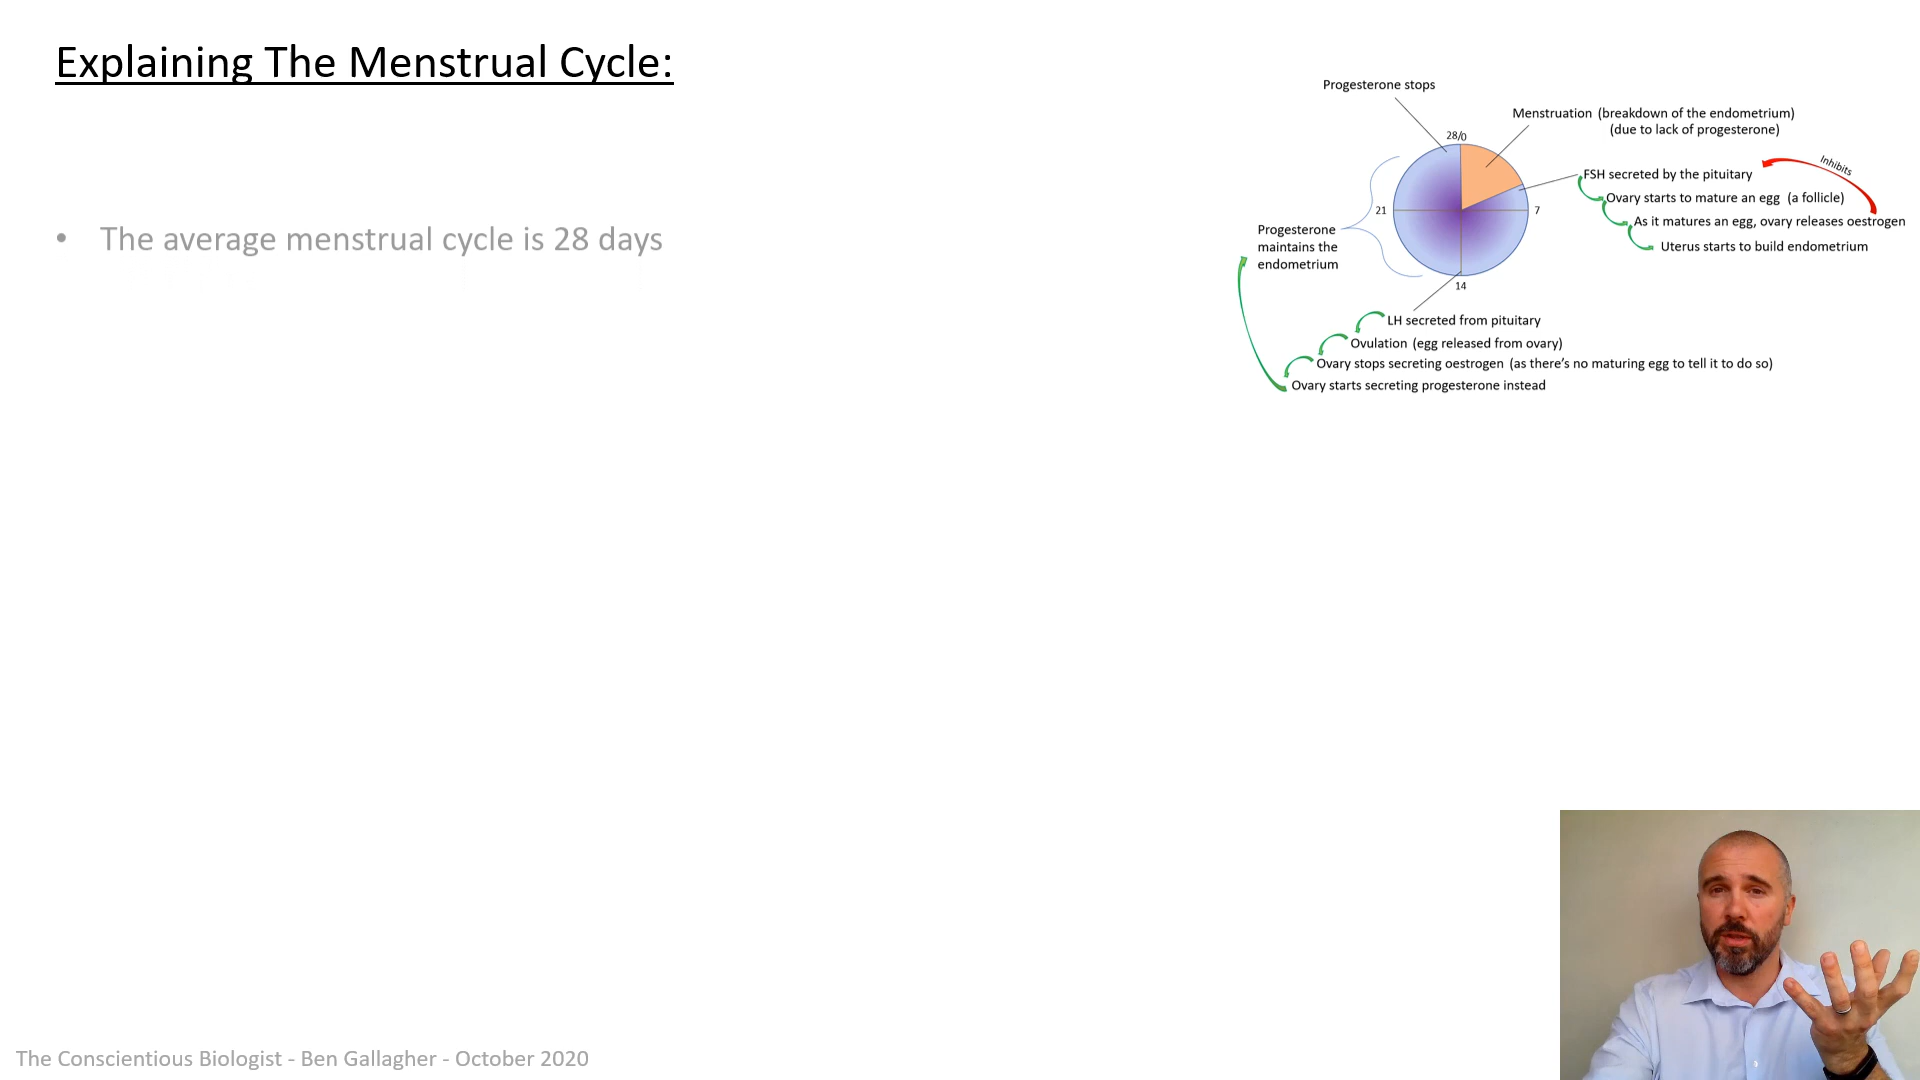 Explaining The Menstrual Cycle:
• The average menstrual cycle is 28 days
Progesterone stops
Menstruation (breakdown of the endometrium)
(due to lack of progesterone)
28/0
Inhibits
FSH secreted by the pituitary
Ovary starts to mature an egg (a follicle)
21
7
As it matures an egg, ovary releases oestrogen
Uterus starts to build endometrium
Progesterone
maintains the
endometrium
14
LH secreted from pituitary
Ovulation (egg released from ovary)
Ovary stops secreting oestrogen (as there's no maturing egg to tell it to do so)
Ovary starts secreting progesterone instead
The Conscientious Biologist - Ben Gallagher - October 2020